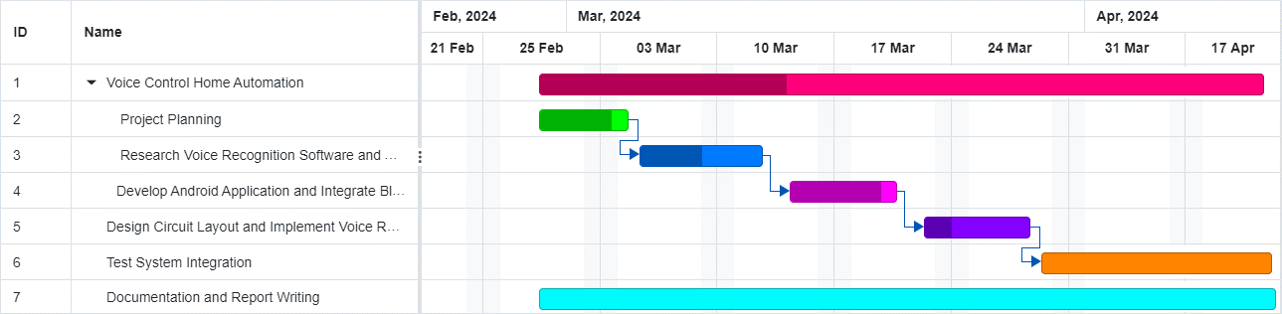 ID Name Feb, 2024 Mar, 2024 Apr, 2024
21 Feb 25 Feb 03 Mar 10 Mar 17 Mar 24 Mar 31 Mar 17 Apr
1 Voice Control Home Automation
2 Project Planning
3 Research Voice Recognition Software and ...
4 Develop Android Application and Integrate Bl...
5 Design Circuit Layout and Implement Voice R...
6 Test System Integration
7 Documentation and Report Writing